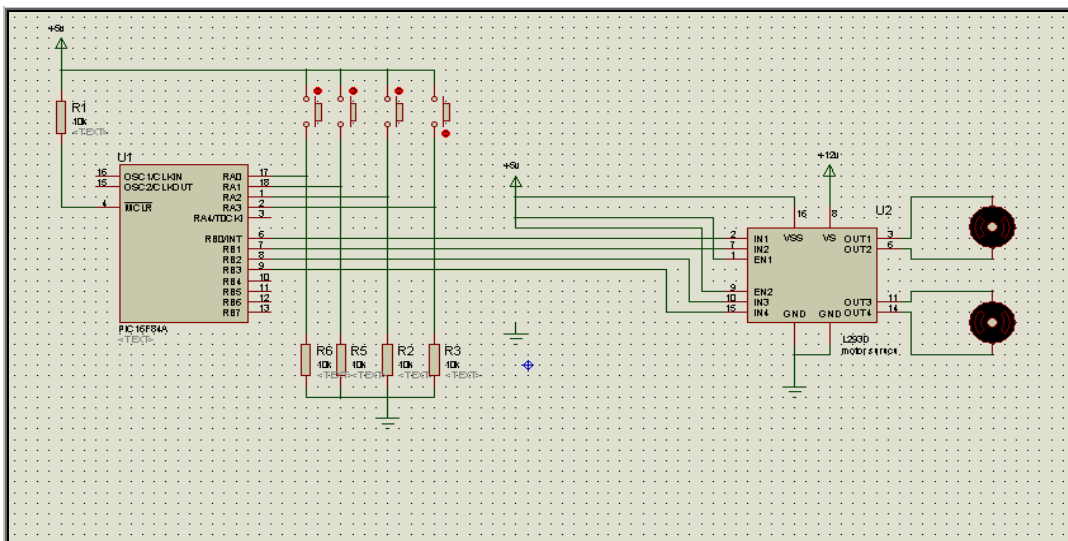 +5v
R1
10k
<TEXT>
U1
16 OSC1/CLKIN
15 OSC2/CLKOUT
4 MCLR
RA0 17
RA1 18
RA2 1
RA3 2
RA4/T0CKI 3
RB0/INT 6
RB1 7
RB2 8
RB3 9
RB4 10
RB5 11
RB6 12
RB7 13
PIC16F84A
<TEXT>
R6
10k
<TEXT>
R5
10k
<TEXT>
R2
10k
<TEXT>
R3
10k
<TEXT>
+5v
+12v
16
8
U2
VSS
VS
2 IN1
7 IN2
1 EN1
9 EN2
10 IN3
15 IN4
OUT1 3
OUT2 6
OUT3 11
OUT4 14
GND
GND
L293D